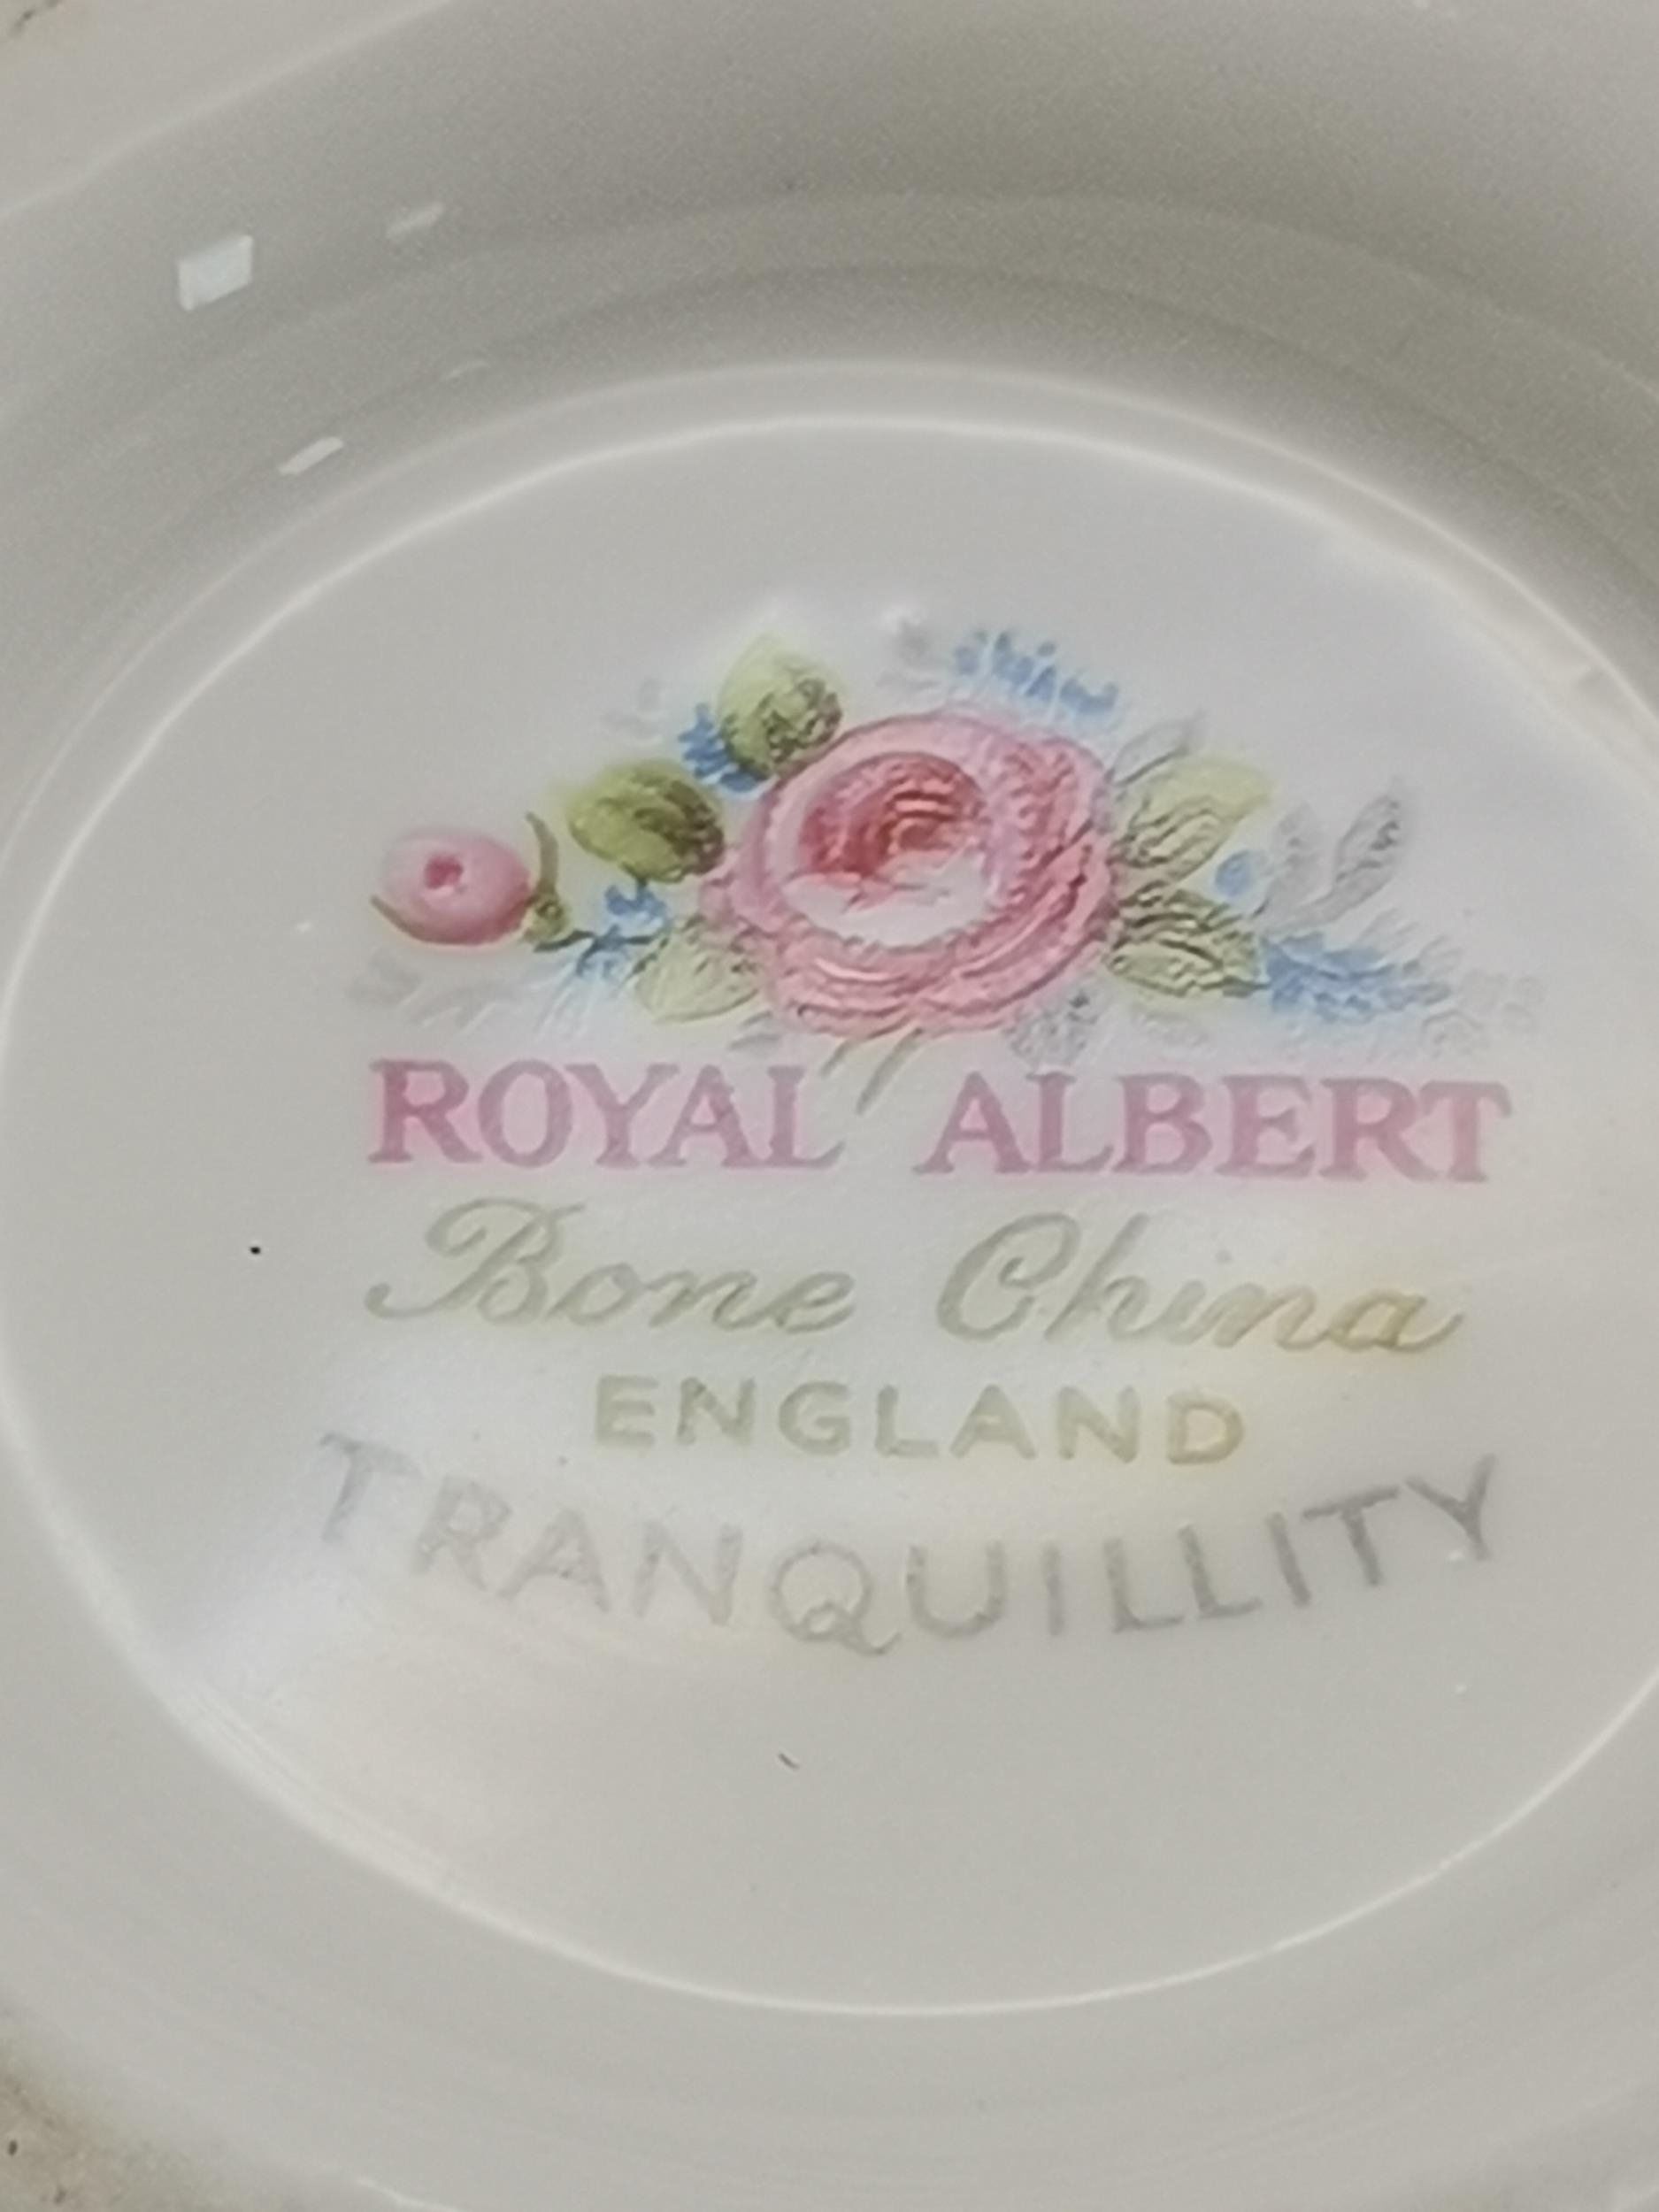 ROYAL ALBERT
Bone China
ENGLAND
TRANQUILLITY